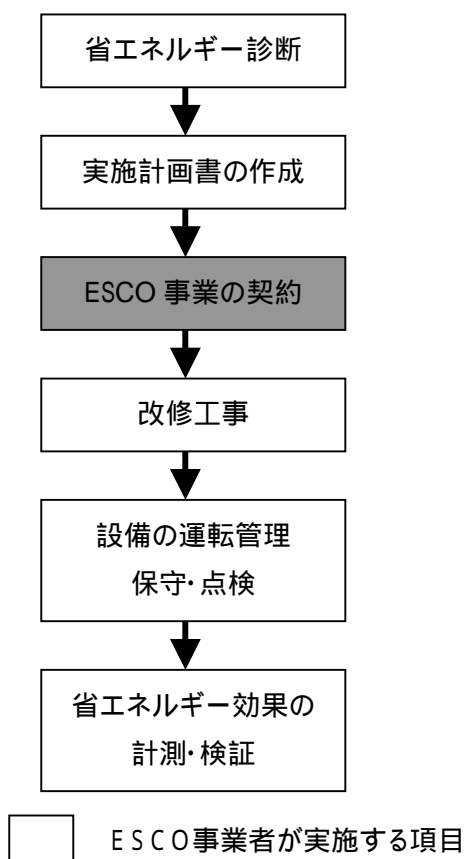 省エネルギー診断
実施計画書の作成
ESCO 事業の契約
改修工事
設備の運転管理
保守・点検
省エネルギー効果の
計測・検証
ＥＳＣＯ事業者が実施する項目